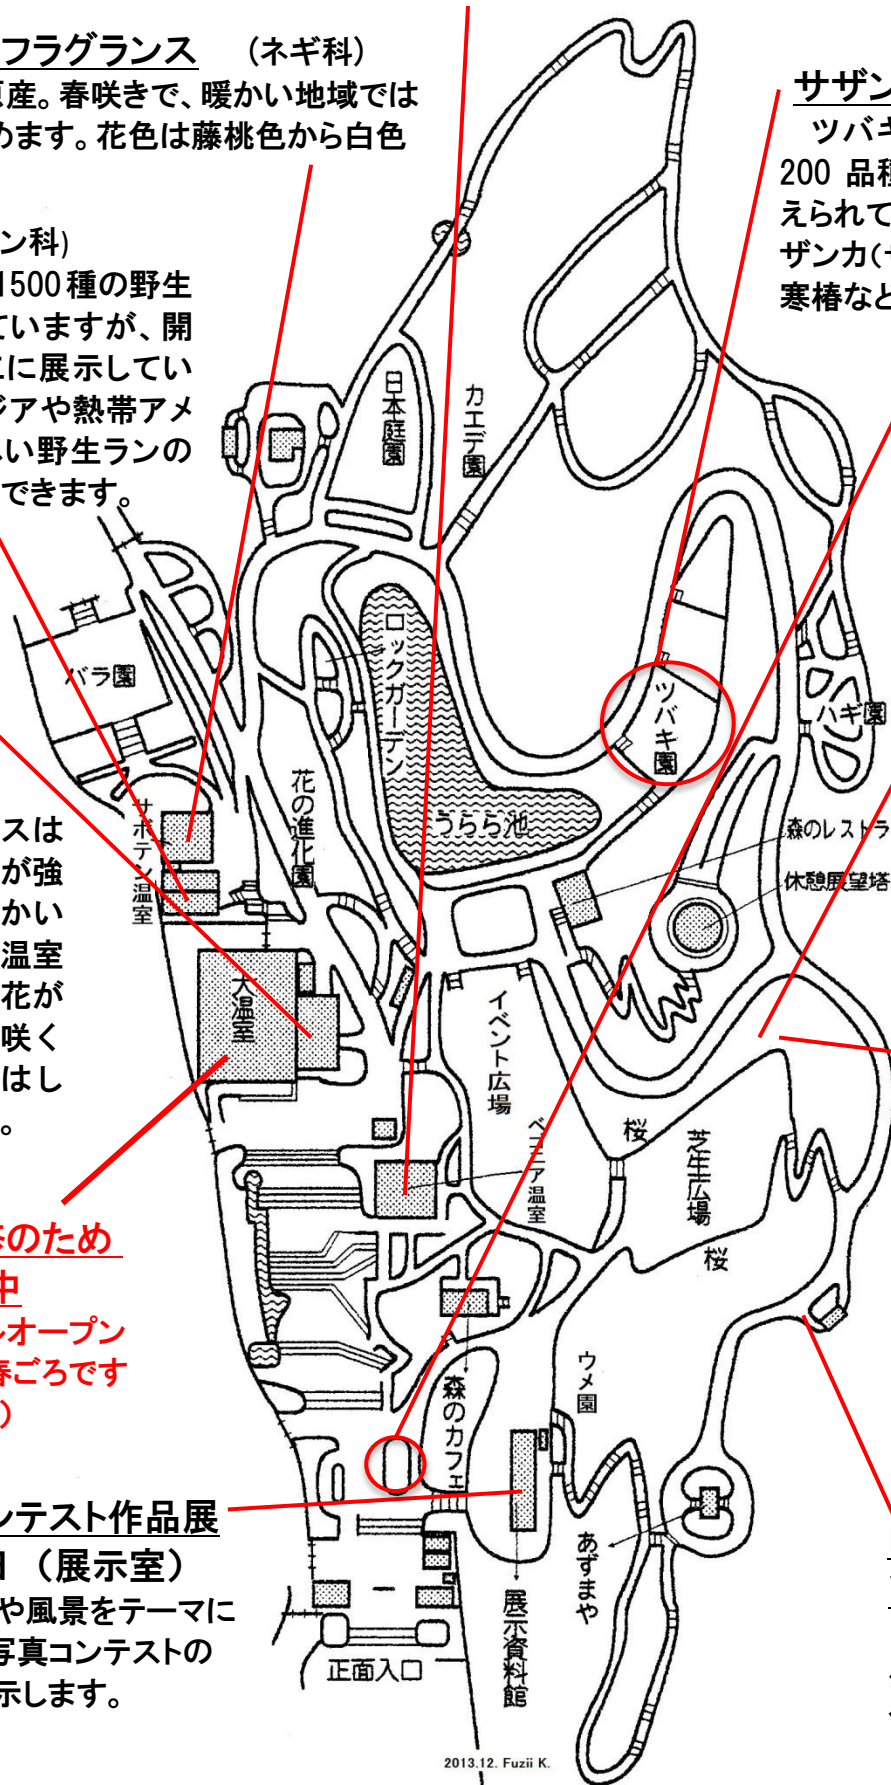 フラグランス　(ネギ科)
原産。春咲きで、暖かい地域では
めます。花色は藤桃色から白色
サザン
ツバキ
200 品種
えられて
ザンカ(
寒椿など
ン科)
1500種の野生
ていますが、開
に展示してい
ジアや熱帯アメ
しい野生ランの
できます。
日本庭園
カエデ園
ロックガーデン
バラ園
ツバキ園
ハギ園
花の進化園
うらら池
サボテン温室
森のレストラ
休憩展望塔
スは
が強
かい
温室
花が
咲く
はし
。
大温室
イベント広場
ベゴニア温室
桜
芝生広場
桜
のため
中
オープン
春ごろです
)
ウメ園
森のカフェ
ンテスト作品展
日　(展示室)
や風景をテーマに
写真コンテストの
示します。
あずまや
展示資料館
正面入口
2013.12. Fuzii K.